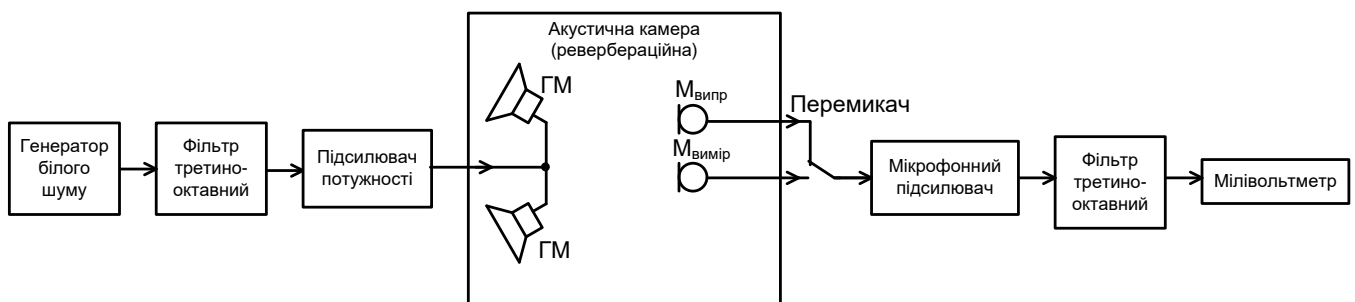 Генератор
білого
шуму
Фільтр
третино-
октавний
Підсилювач
потужності
Акустична камера
(ревербераційна)
ГМ
ГМ
Мвипр
Мвимір
Перемикач
Мікрофонний
підсилювач
Фільтр
третино-
октавний
Мілівольтметр